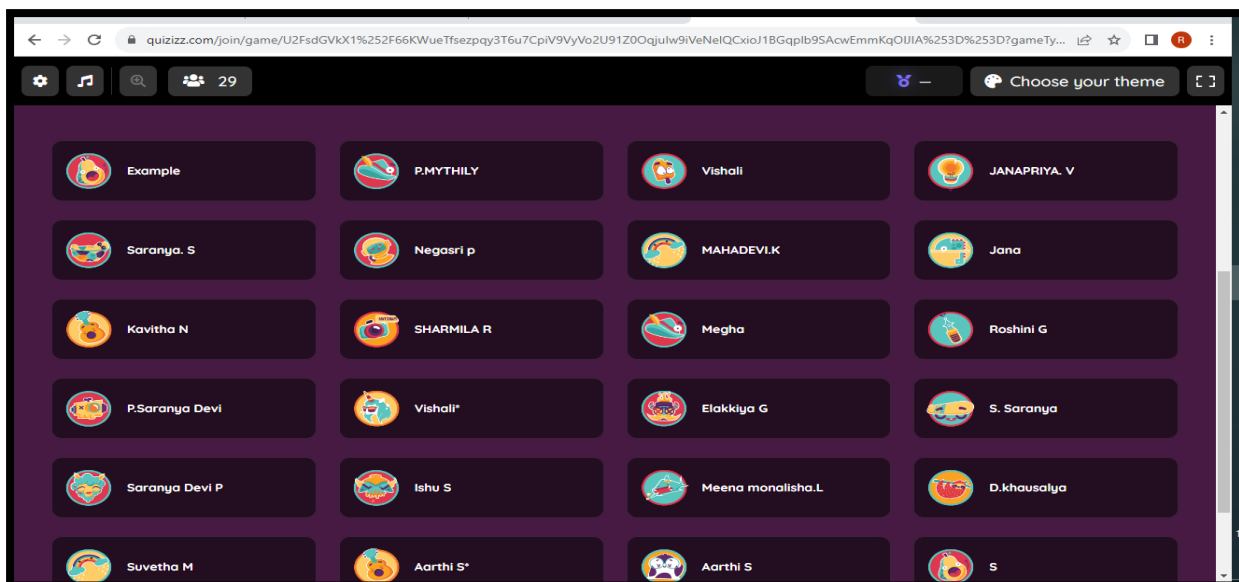 quizizz.com/join/game/U2FsdGVkX1%252F66KWueTfsezpqy3T6u7CpiV9VyVo2U91Z0Oqjulw9iVeNelQCxioJ1BGqplb9SAcwEmmKqOlJlA%253D%253D?gameTy... R
29 – Choose your theme
Example P.MYTHILY Vishali JANAPRIYA. V
Saranya. S Negasri p MAHADEVI.K Jana
Kavitha N SHARMILA R Megha Roshini G
P.Saranya Devi Vishali* Elakkiya G S. Saranya
Saranya Devi P Ishu S Meena monalisha.L D.khausalya
Suvetha M Aarthi S* Aarthi S S